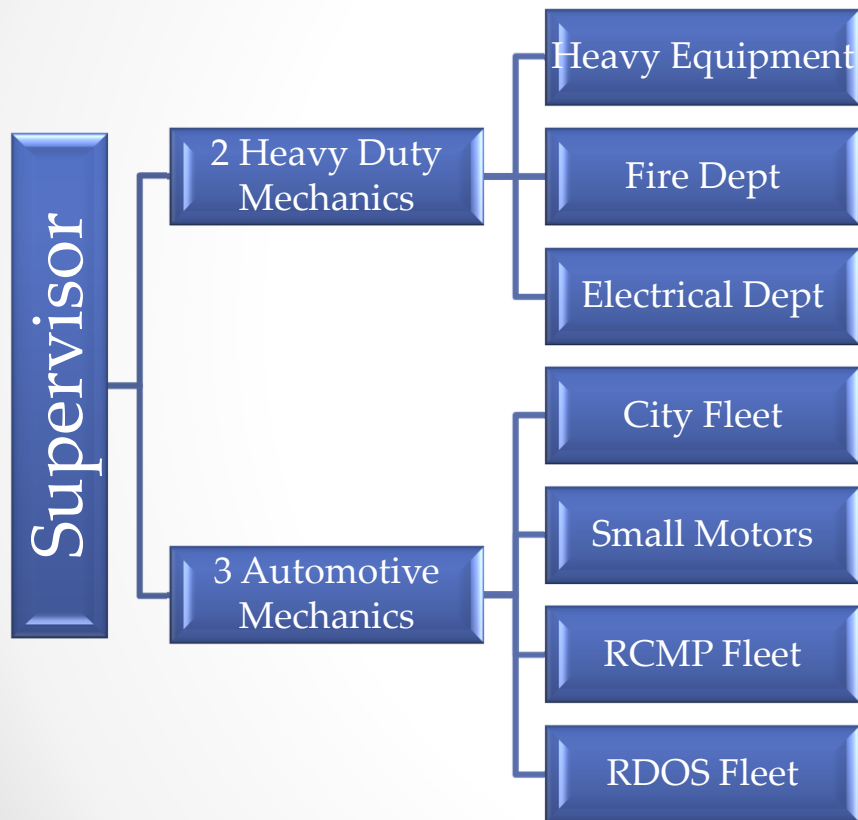 Supervisor
2 Heavy Duty
Mechanics
Heavy Equipment
Fire Dept
Electrical Dept
3 Automotive
Mechanics
City Fleet
Small Motors
RCMP Fleet
RDOS Fleet